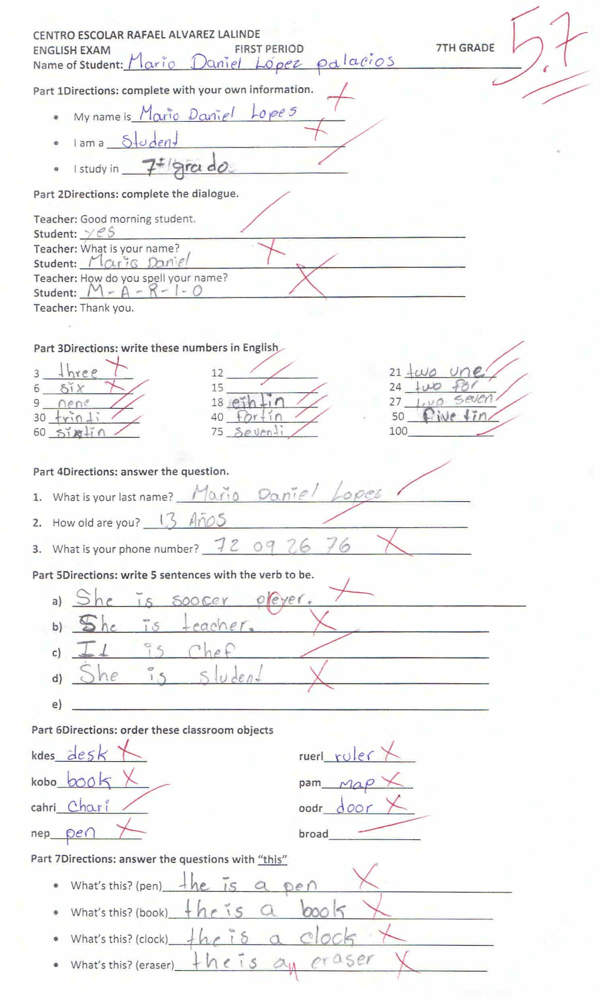 CENTRO ESCOLAR RAFAEL ALVAREZ LALINDE
ENGLISH EXAM FIRST PERIOD 7TH GRADE 5.7
Name of Student: Mario Daniel López palacios
Part 1Directions: complete with your own information.
• My name is Mario Daniel Lopes
• I am a student
• I study in 7 grado
Part 2Directions: complete the dialogue.
Teacher: Good morning student.
Student: yes
Teacher: What is your name?
Student: Mario Daniel
Teacher: How do you spell your name?
Student: M-A-R-I-O
Teacher: Thank you.
Part 3Directions: write these numbers in English
3 three 12 21 two une
6 six 15 24 two for
9 nene 18 eihtin 27 two seven
30 trinti 40 fortin 50 five tin
60 sixtin 75 seventi 100
Part 4Directions: answer the question.
1. What is your last name? Mario Daniel Lopez
2. How old are you? 13 Años
3. What is your phone number? 72 09 26 76
Part 5Directions: write 5 sentences with the verb to be.
a) She is soocer pleyer.
b) She is teacher.
c) It is chef
d) She is student
e)
Part 6Directions: order these classroom objects
kdes desk ruerl ruler
kobo book pam map
cahri chari oodr door
nep pen broad
Part 7Directions: answer the questions with "this"
• What's this? (pen) the is a pen
• What's this? (book) the is a book
• What's this? (clock) the is a clock
• What's this? (eraser) the is an eraser